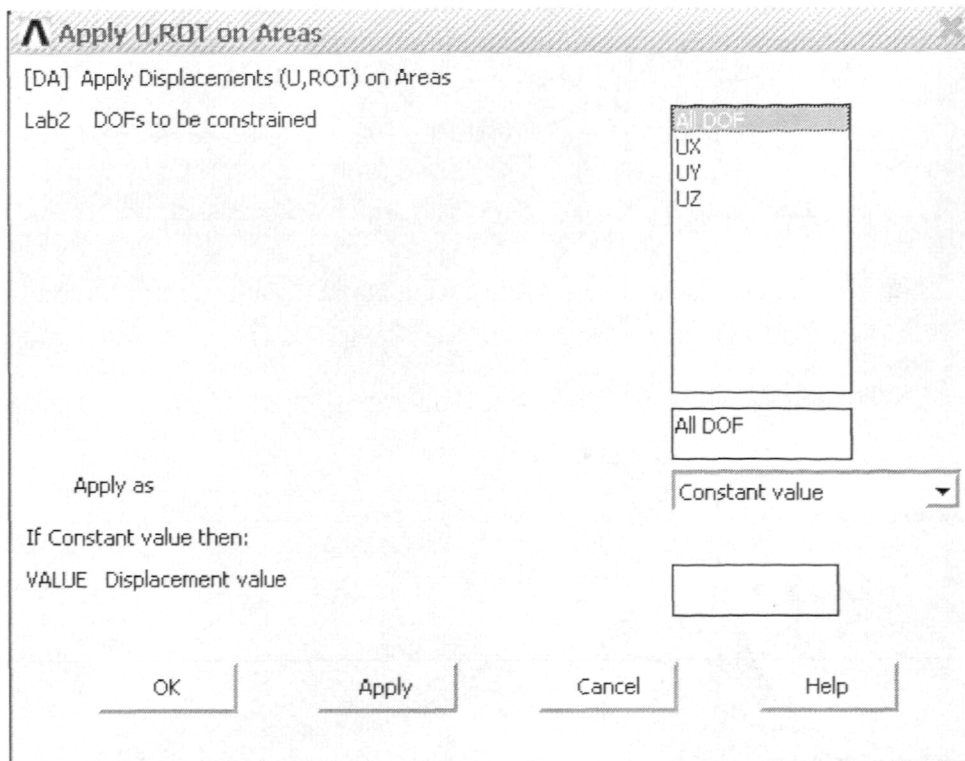 Apply U,ROT on Areas
[DA] Apply Displacements (U,ROT) on Areas
Lab2 DOFs to be constrained
All DOF
UX
UY
UZ
All DOF
Apply as
Constant value
If Constant value then:
VALUE Displacement value
OK
Apply
Cancel
Help